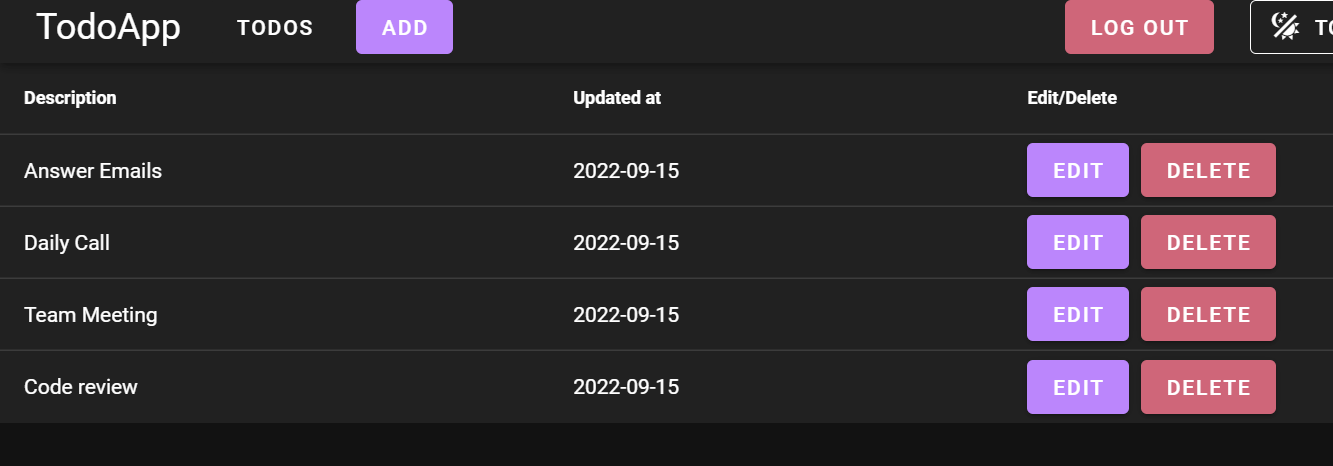 TodoApp TODOS ADD LOG OUT
Description Updated at Edit/Delete
Answer Emails 2022-09-15 EDIT DELETE
Daily Call 2022-09-15 EDIT DELETE
Team Meeting 2022-09-15 EDIT DELETE
Code review 2022-09-15 EDIT DELETE